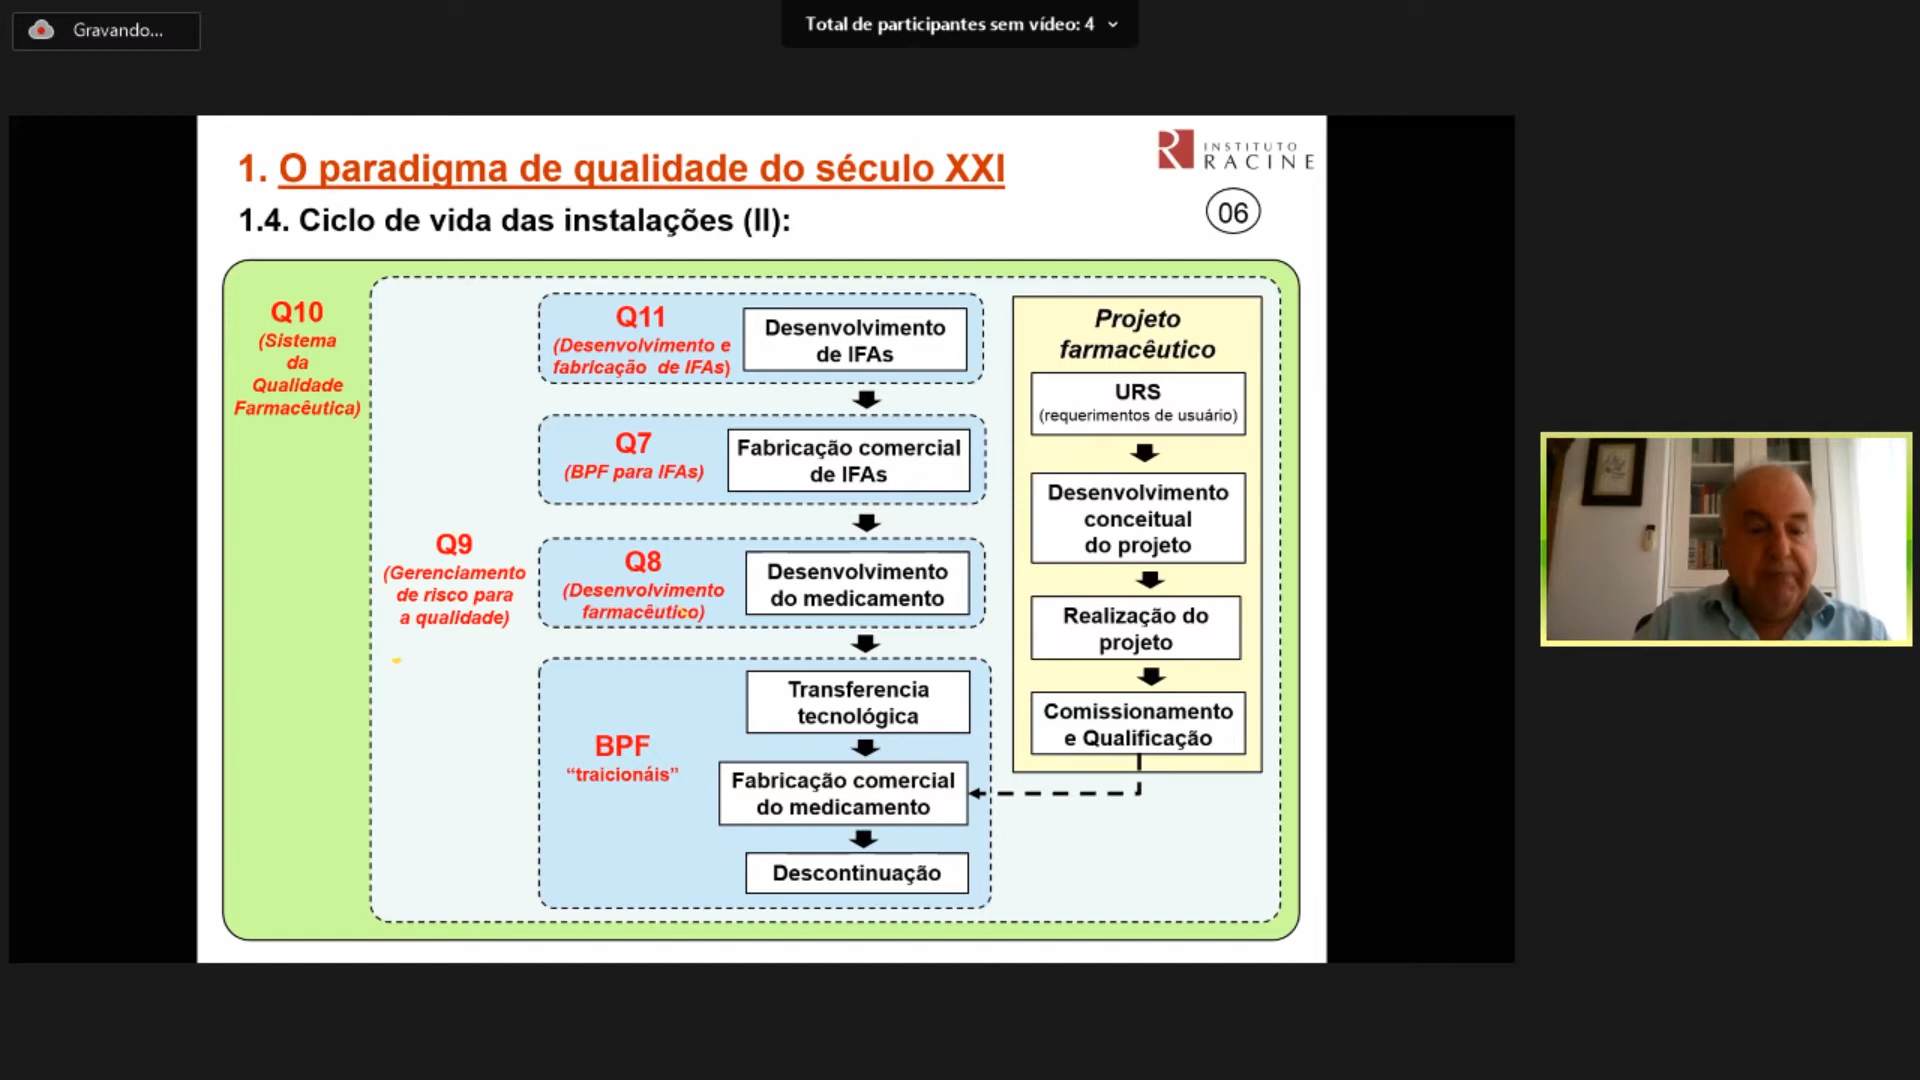 Gravando...
Total de participantes sem vídeo: 4
INSTITUTO
RACINE
1. O paradigma de qualidade do século XXI
1.4. Ciclo de vida das instalações (II):
06
Q10
(Sistema
da
Qualidade
Farmacêutica)
Q9
(Gerenciamento
de risco para
a qualidade)
Q11
(Desenvolvimento e
fabricação de IFAs)
Desenvolvimento
de IFAs
Q7
(BPF para IFAs)
Fabricação comercial
de IFAs
Q8
(Desenvolvimento
farmacêutico)
Desenvolvimento
do medicamento
BPF
“traicionáis”
Transferencia
tecnológica
Fabricação comercial
do medicamento
Descontinuação
Projeto
farmacêutico
URS
(requerimentos de usuário)
Desenvolvimento
conceitual
do projeto
Realização do
projeto
Comissionamento
e Qualificação